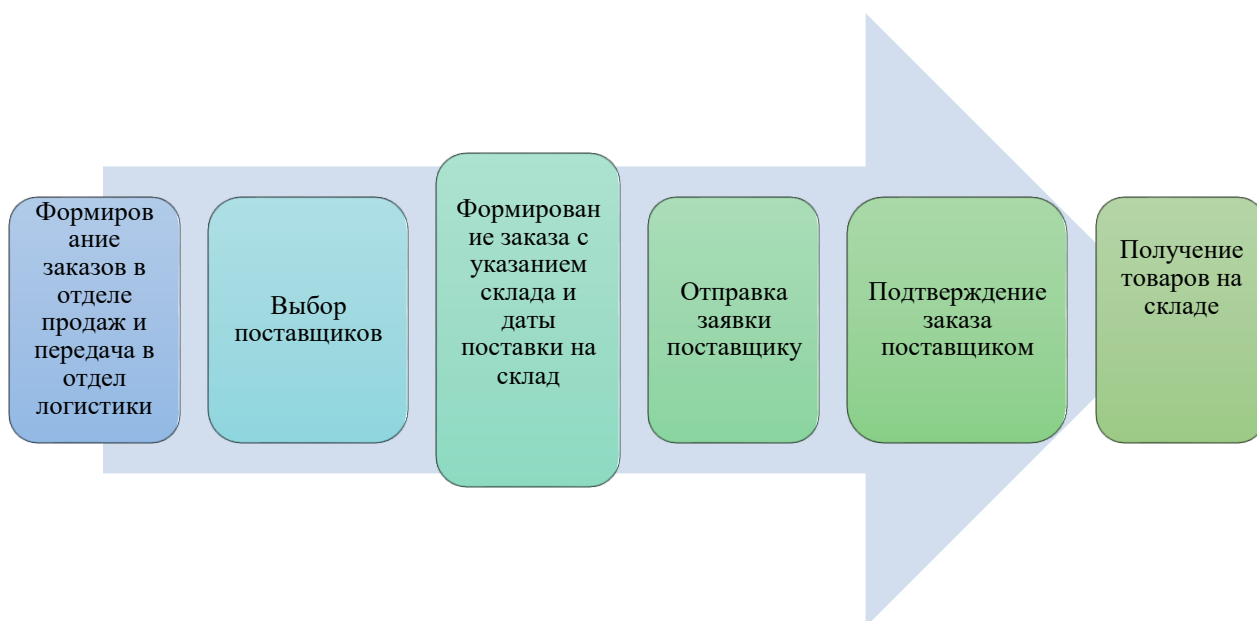 Формиров
ание
заказов в
отделе
продаж и
передача в
отдел
логистики
Выбор
поставщиков
Формирован
ие заказа с
указанием
склада и
даты
поставки на
склад
Отправка
заявки
поставщику
Подтверждение
заказа
поставщиком
Получение
товаров на
складе